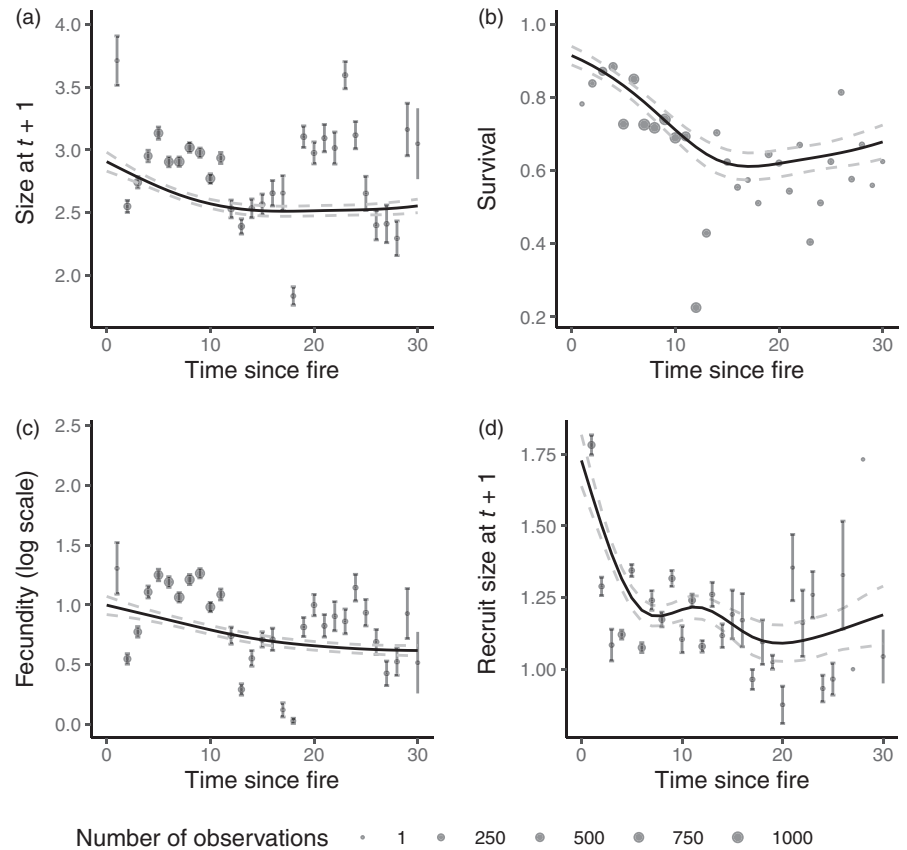 (a)
4.0
3.5
3.0
2.5
2.0
Size at t + 1
0 10 20 30
Time since fire
(b)
1.0
0.8
0.6
0.4
0.2
Survival
0 10 20 30
Time since fire
(c)
2.5
2.0
1.5
1.0
0.5
0.0
Fecundity (log scale)
0 10 20 30
Time since fire
(d)
1.75
1.50
1.25
1.00
Recruit size at t + 1
0 10 20 30
Time since fire
Number of observations 1 250 500 750 1000